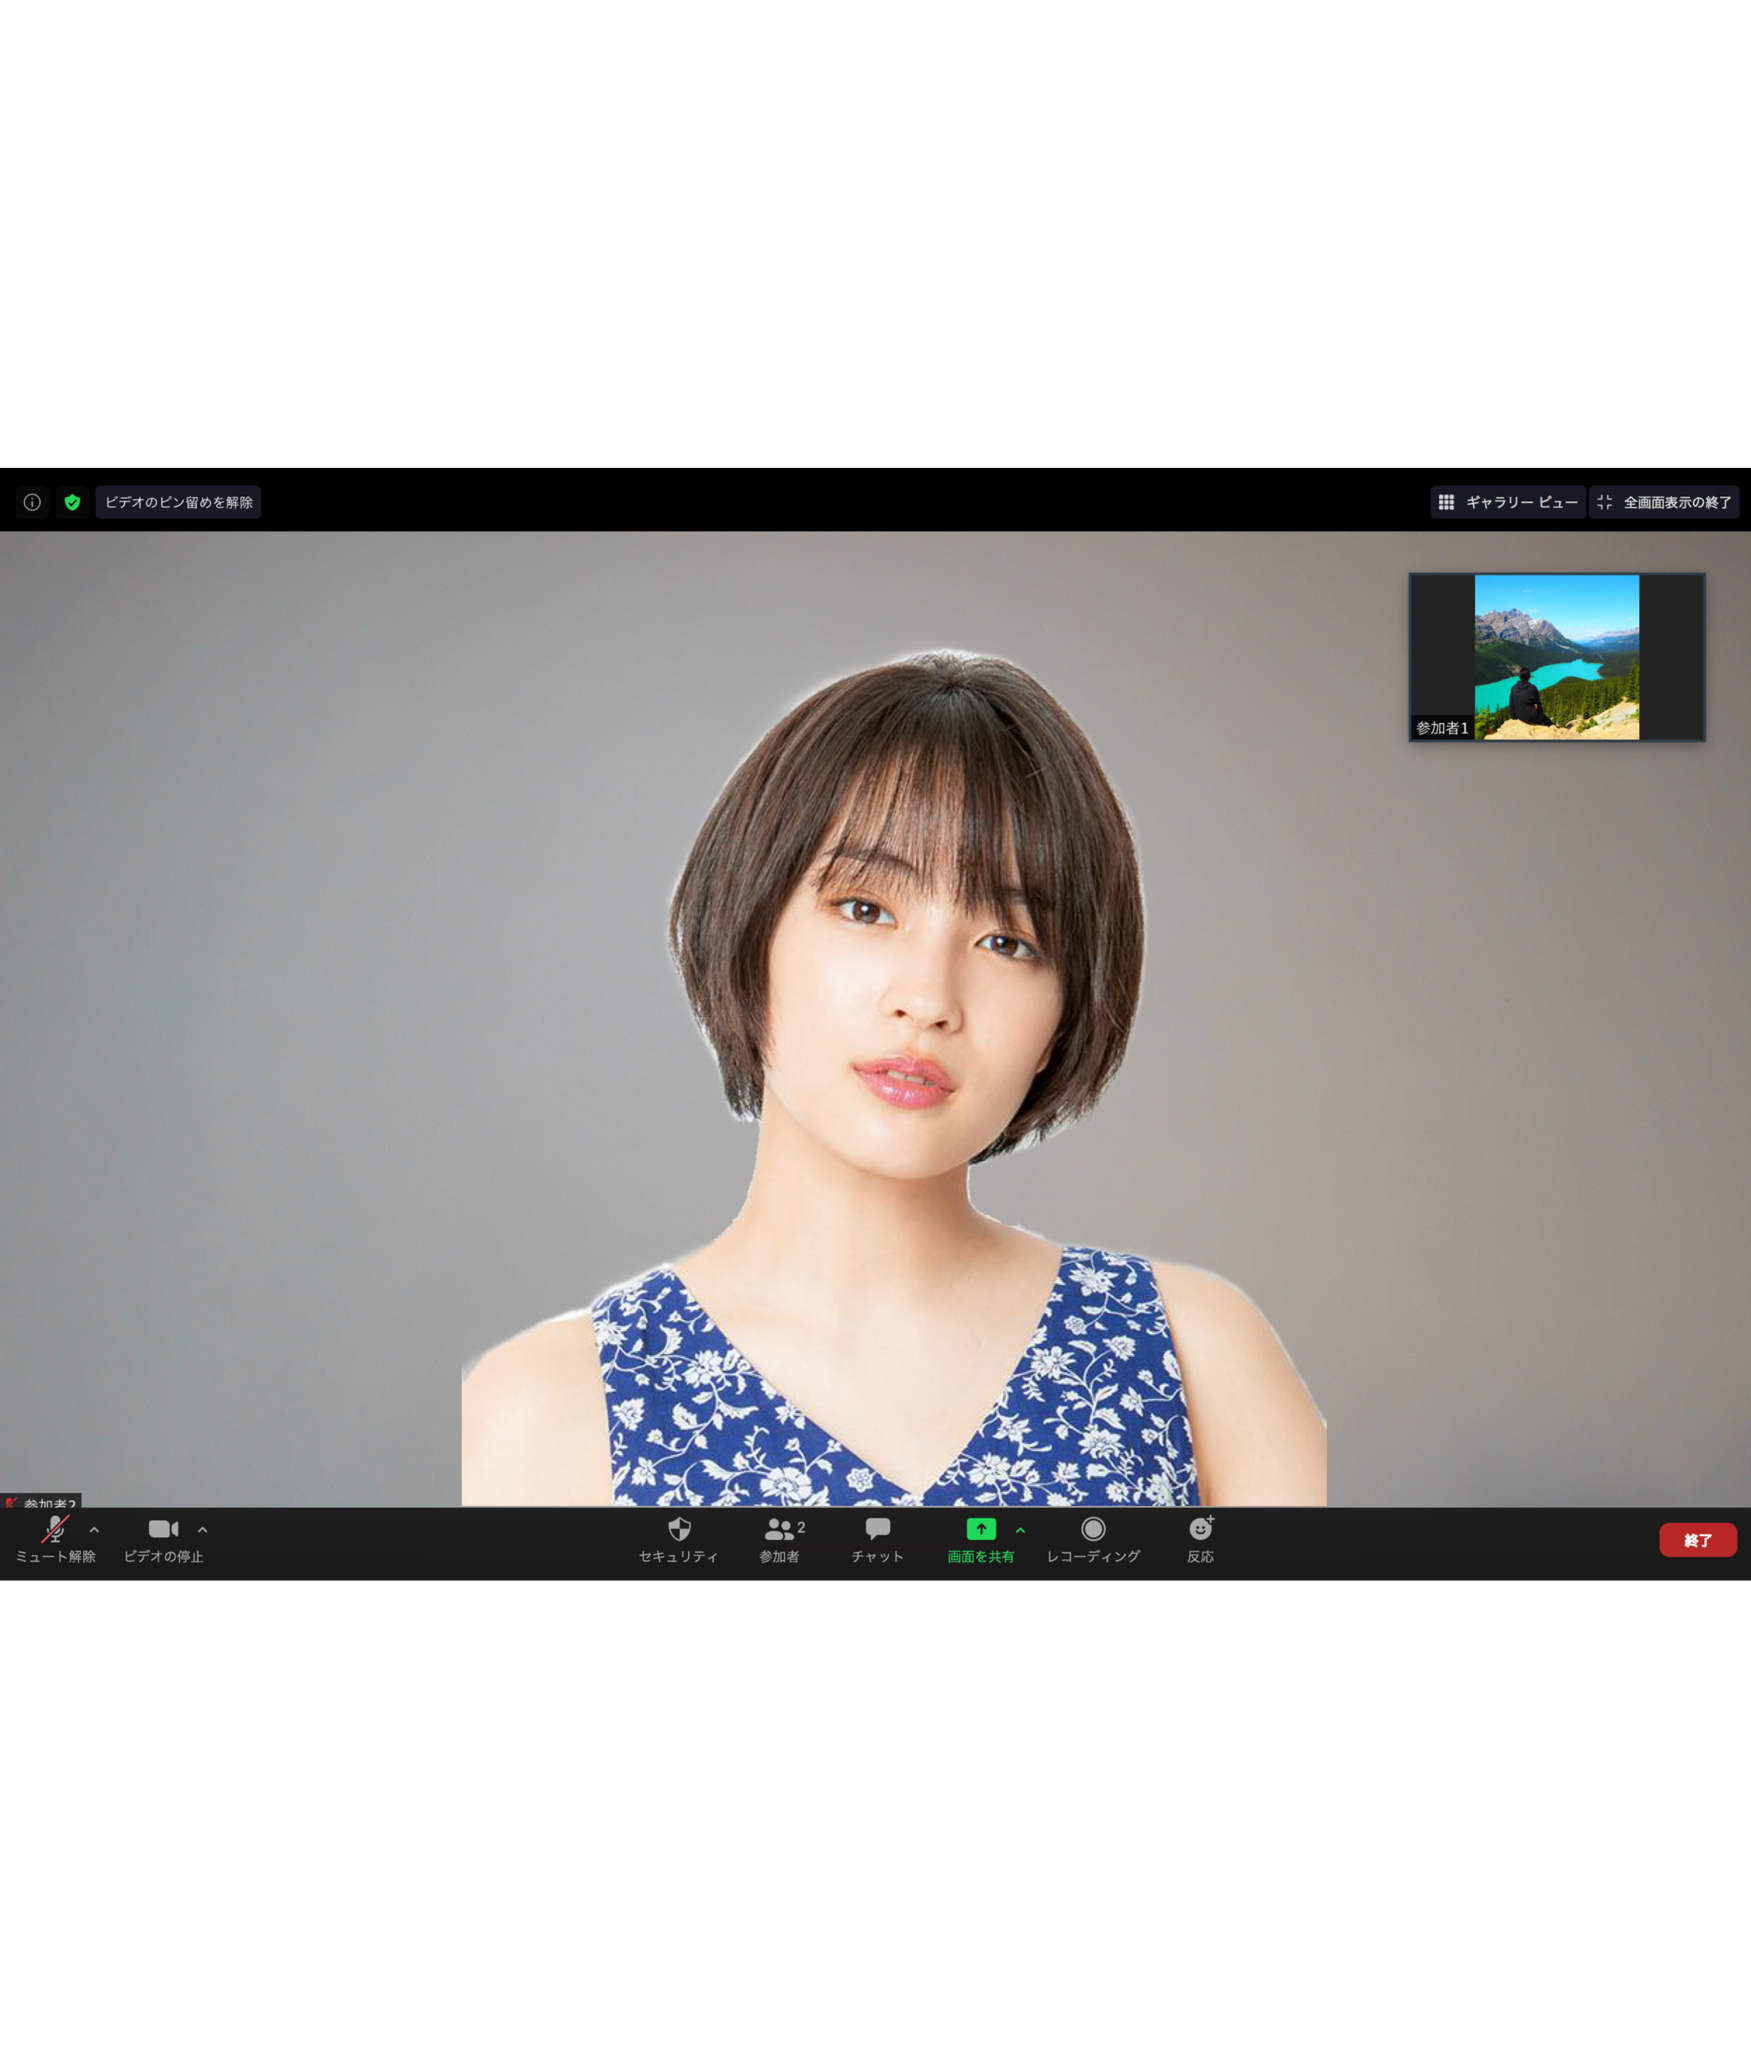 ビデオのピン留めを解除
ギャラリー ビュー
全画面表示の終了
参加者1
参加者2
ミュート解除
ビデオの停止
セキュリティ
2
参加者
チャット
画面を共有
レコーディング
反応
終了